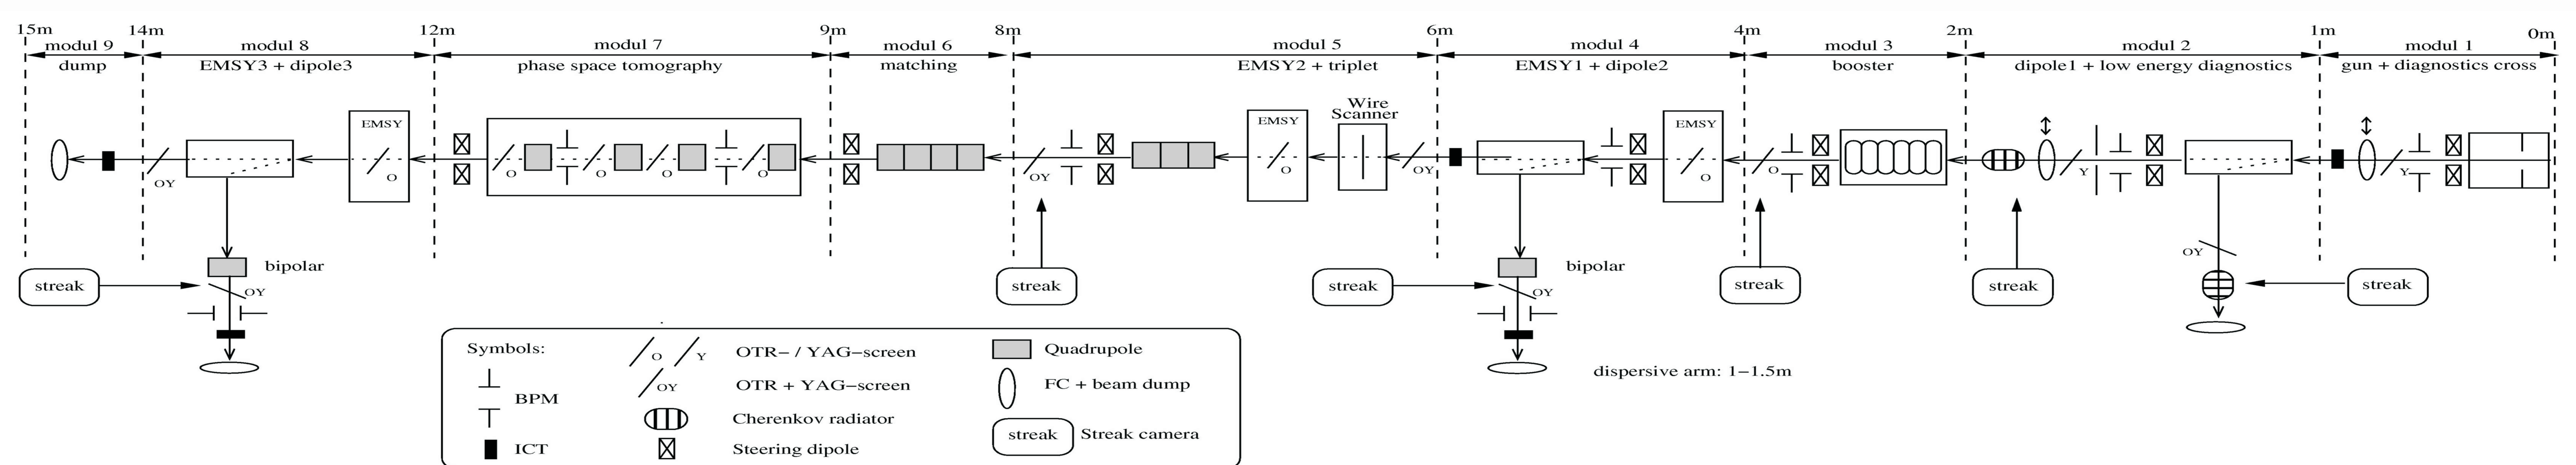 15m 14m 12m 9m 8m 6m 4m 2m 1m 0m
modul 9 modul 8 modul 7 modul 6 modul 5 modul 4 modul 3 modul 2 modul 1
dump EMSY3 + dipole3 phase space tomography matching EMSY2 + triplet EMSY1 + dipole2 booster dipole1 + low energy diagnostics gun + diagnostics cross
Wire
Scanner
EMSY EMSY EMSY
OY O O O O O OY O OY O O Y Y
OY
bipolar bipolar
streak OY streak streak OY streak streak streak
Symbols:
O Y OTR- / YAG-screen Quadrupole
BPM OY OTR + YAG-screen FC + beam dump
Cherenkov radiator
ICT Steering dipole streak Streak camera
dispersive arm: 1-1.5m